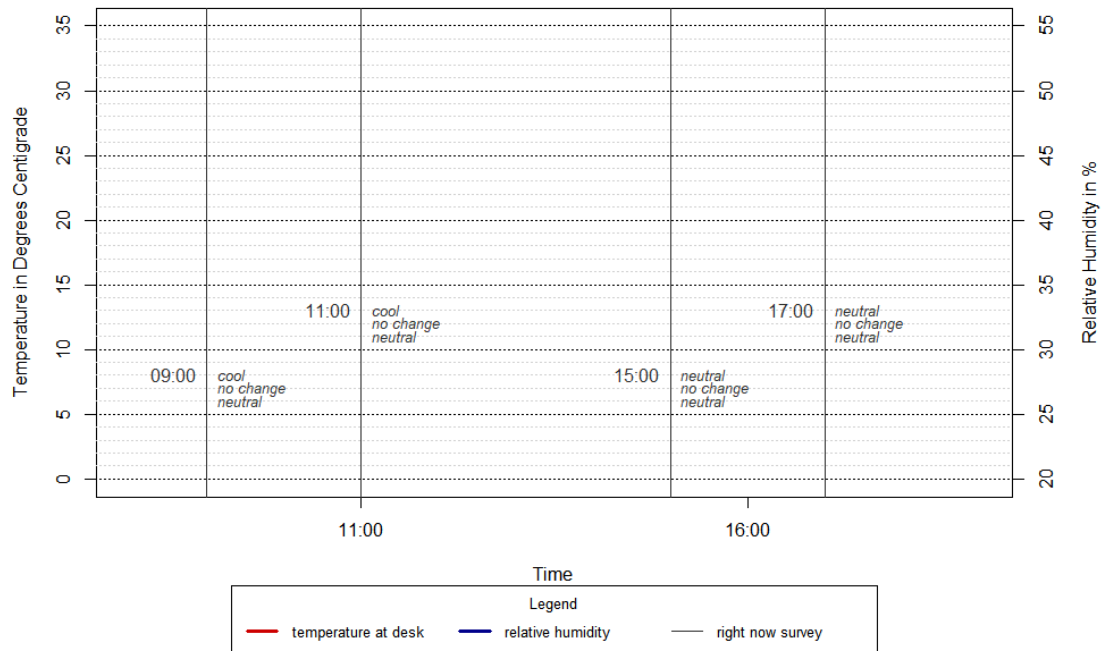 Temperature in Degrees Centigrade
35
30
25
20
15
10
5
0
55
50
45
40
35
30
25
20
Relative Humidity in %
11:00
cool
no change
neutral
17:00
neutral
no change
neutral
09:00
cool
no change
neutral
15:00
neutral
no change
neutral
11:00
16:00
Time
Legend
temperature at desk
relative humidity
right now survey